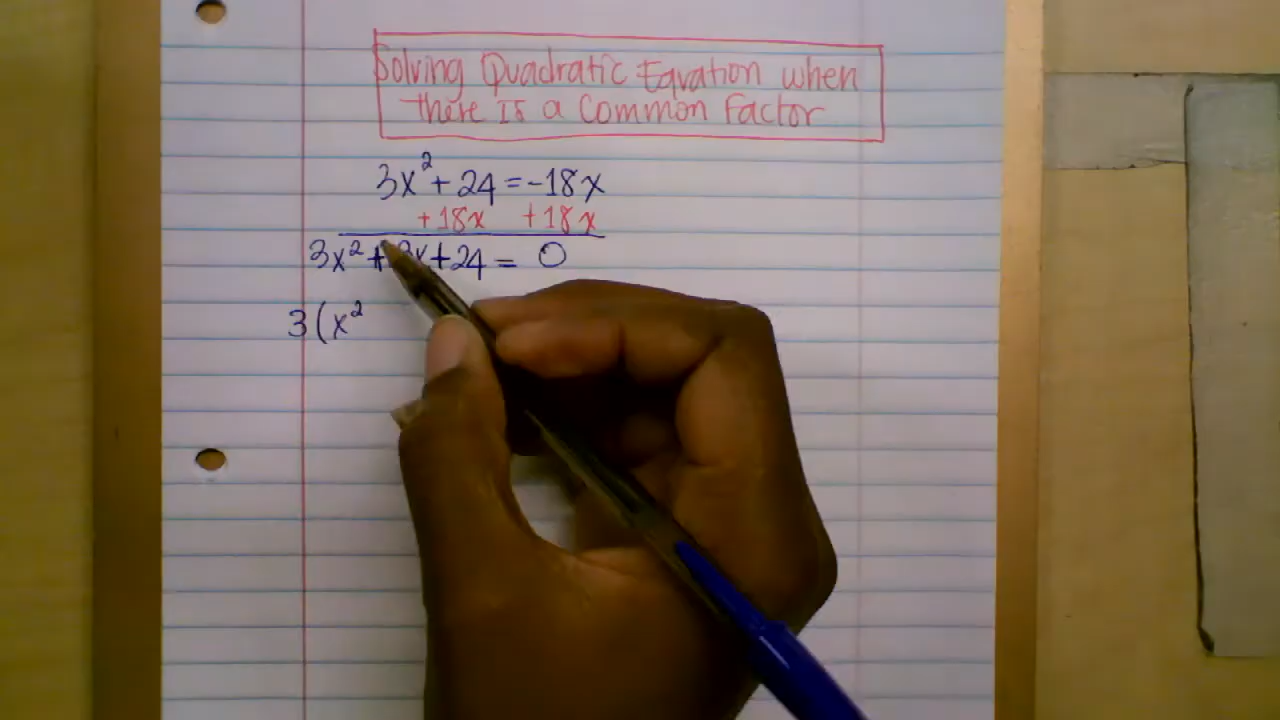 Solving Quadratic Equation when
there is a Common Factor
3x² + 24 = -18x
+18x +18x
3x² + +24 = 0
3(x²